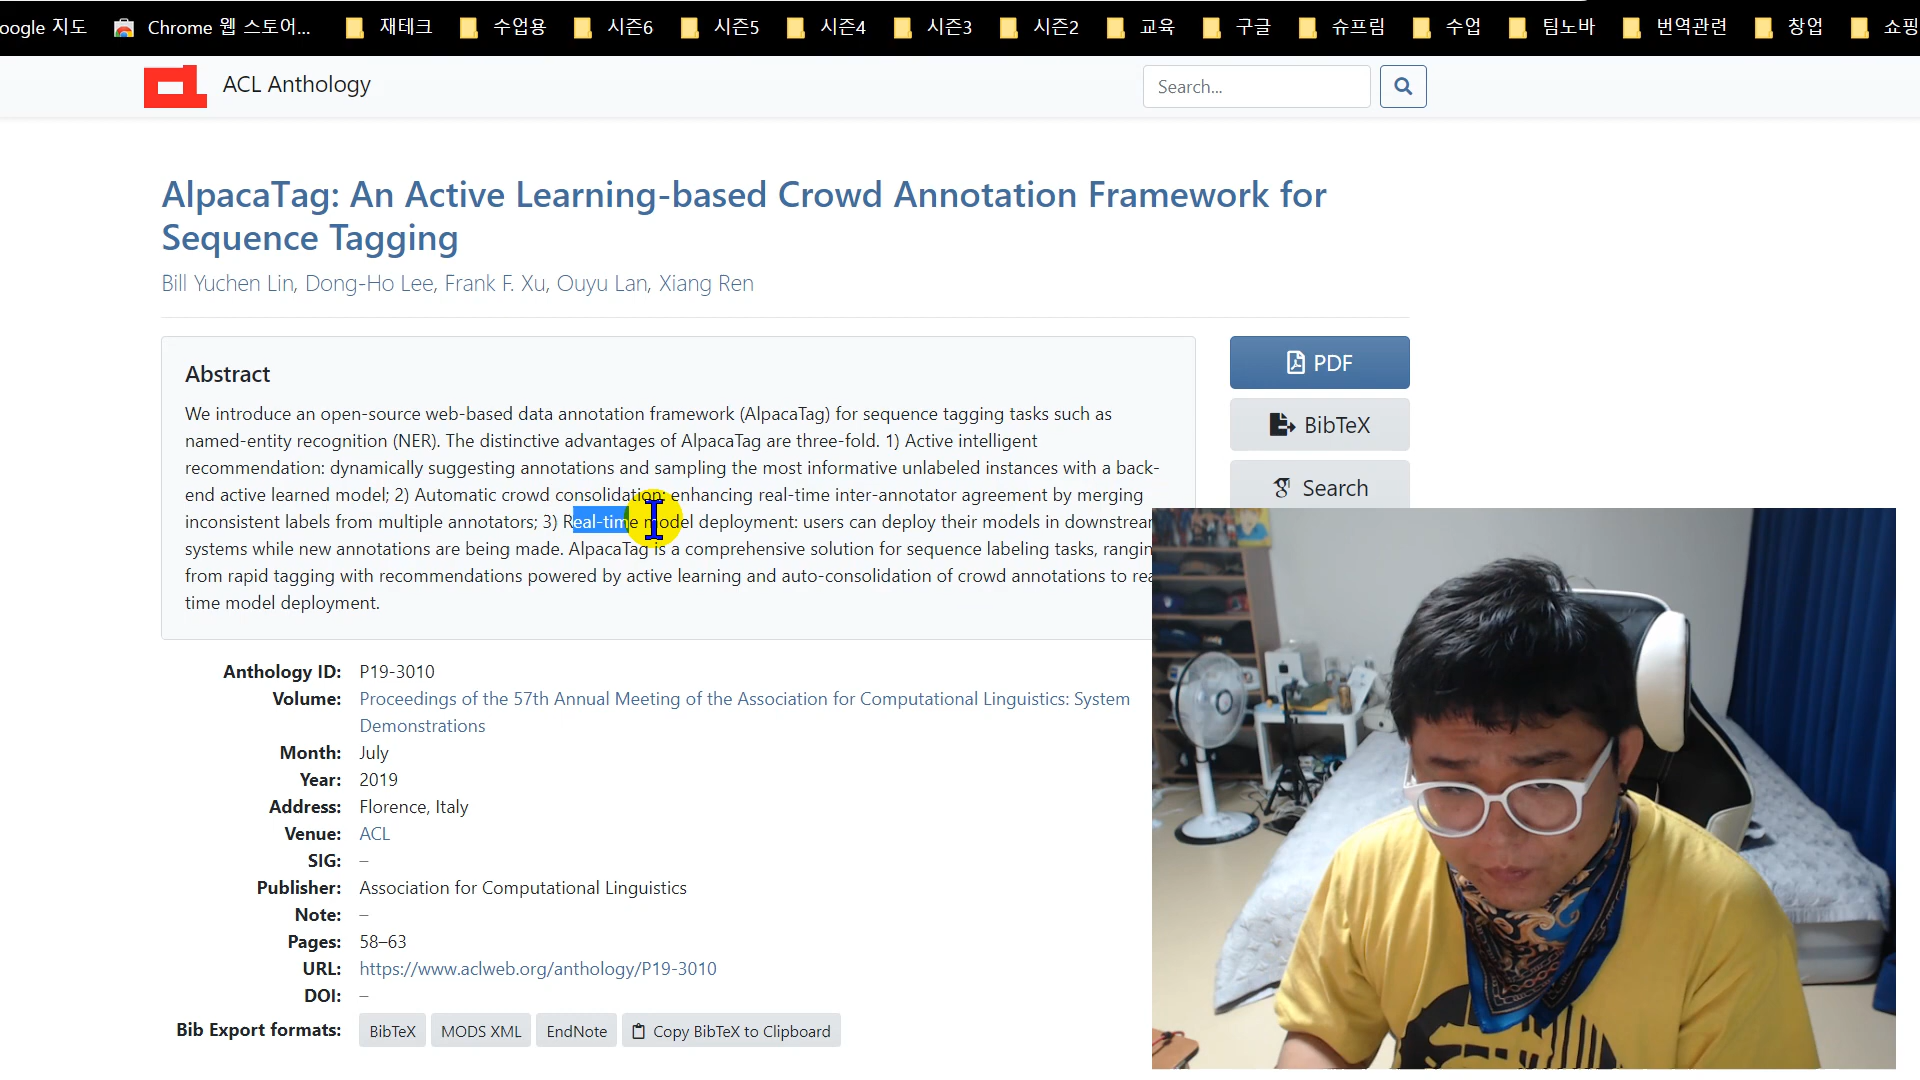 oogle 지도 Chrome 웹 스토어... 재테크 수업용 시즌6 시즌5 시즌4 시즌3 시즌2 교육 구글 슈프림 수업 팀노바 번역관련 창업 쇼핑
ACL Anthology Search...
AlpacaTag: An Active Learning-based Crowd Annotation Framework for
Sequence Tagging
Bill Yuchen Lin, Dong-Ho Lee, Frank F. Xu, Ouyu Lan, Xiang Ren
Abstract
We introduce an open-source web-based data annotation framework (AlpacaTag) for sequence tagging tasks such as
named-entity recognition (NER). The distinctive advantages of AlpacaTag are three-fold. 1) Active intelligent
recommendation: dynamically suggesting annotations and sampling the most informative unlabeled instances with a back-
end active learned model; 2) Automatic crowd consolidation: enhancing real-time inter-annotator agreement by merging
inconsistent labels from multiple annotators; 3) Real-time model deployment: users can deploy their models in downstrear
systems while new annotations are being made. AlpacaTag is a comprehensive solution for sequence labeling tasks, rangin
from rapid tagging with recommendations powered by active learning and auto-consolidation of crowd annotations to rea
time model deployment.
PDF
BibTeX
Search
Anthology ID: P19-3010
Volume: Proceedings of the 57th Annual Meeting of the Association for Computational Linguistics: System
Demonstrations
Month: July
Year: 2019
Address: Florence, Italy
Venue: ACL
SIG: –
Publisher: Association for Computational Linguistics
Note: –
Pages: 58–63
URL: https://www.aclweb.org/anthology/P19-3010
DOI: –
Bib Export formats: BibTeX MODS XML EndNote Copy BibTeX to Clipboard